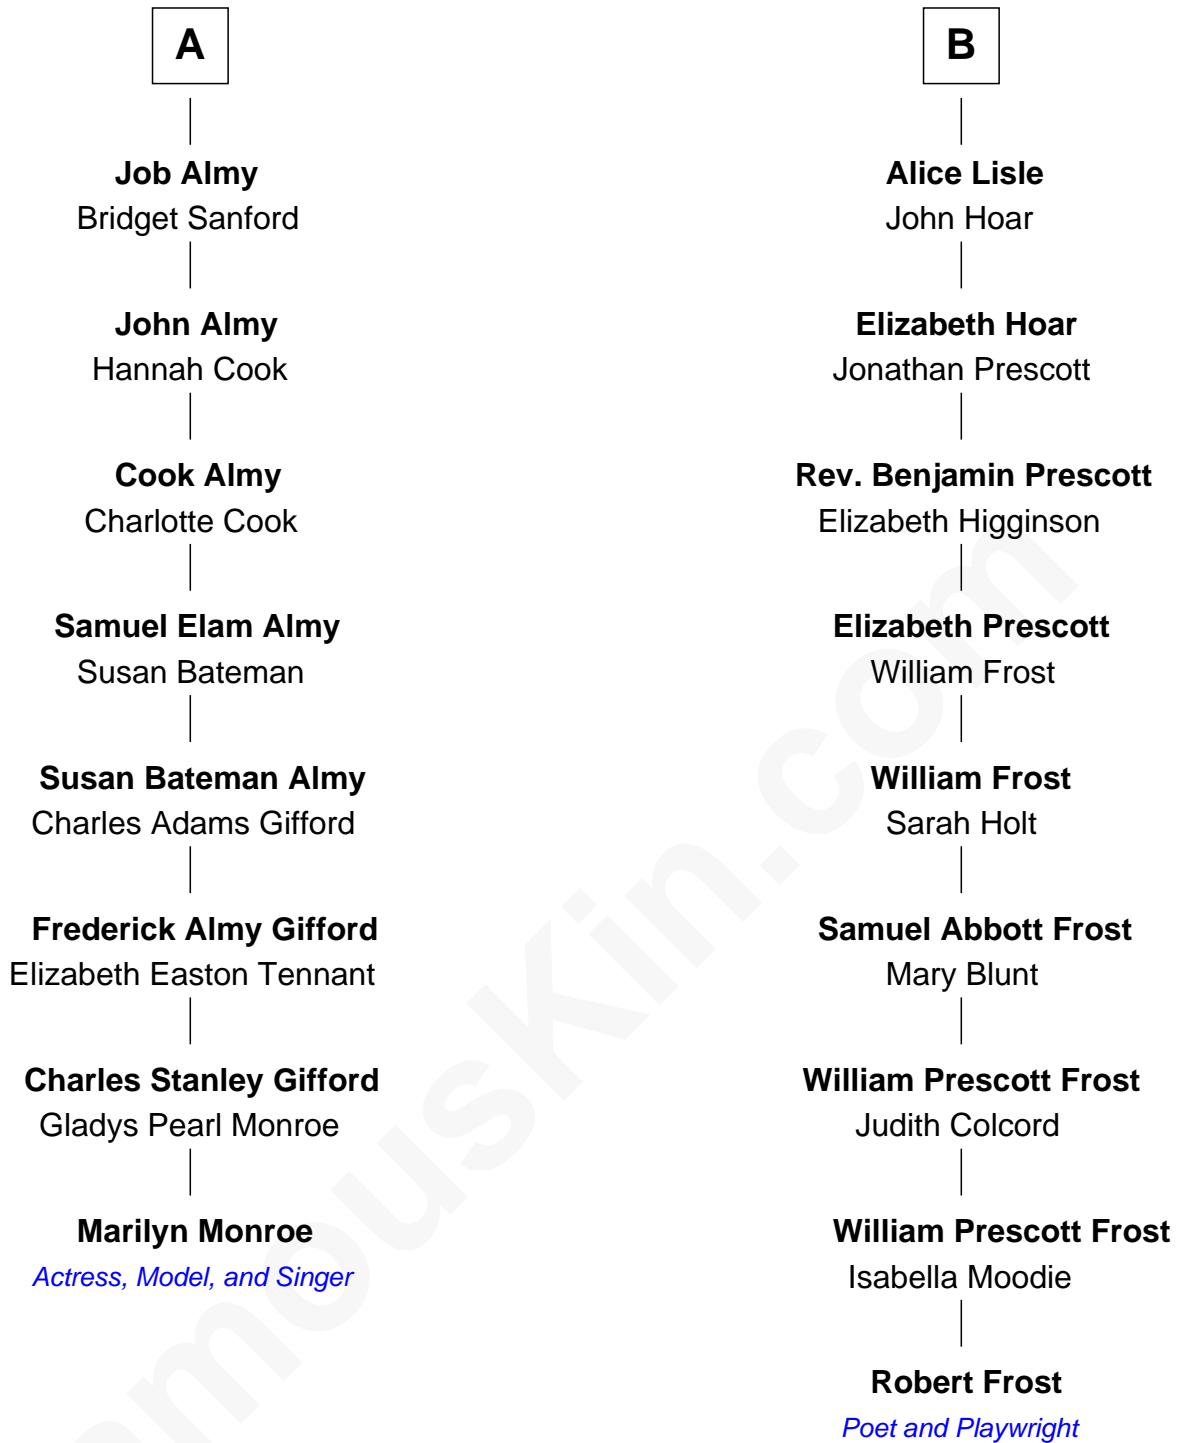 A
Job Almy
Bridget Sanford
John Almy
Hannah Cook
Cook Almy
Charlotte Cook
Samuel Elam Almy
Susan Bateman
Susan Bateman Almy
Charles Adams Gifford
Frederick Almy Gifford
Elizabeth Easton Tennant
Charles Stanley Gifford
Gladys Pearl Monroe
Marilyn Monroe
Actress, Model, and Singer
B
Alice Lisle
John Hoar
Elizabeth Hoar
Jonathan Prescott
Rev. Benjamin Prescott
Elizabeth Higginson
Elizabeth Prescott
William Frost
William Frost
Sarah Holt
Samuel Abbott Frost
Mary Blunt
William Prescott Frost
Judith Colcord
William Prescott Frost
Isabella Moodie
Robert Frost
Poet and Playwright
amousKin.com